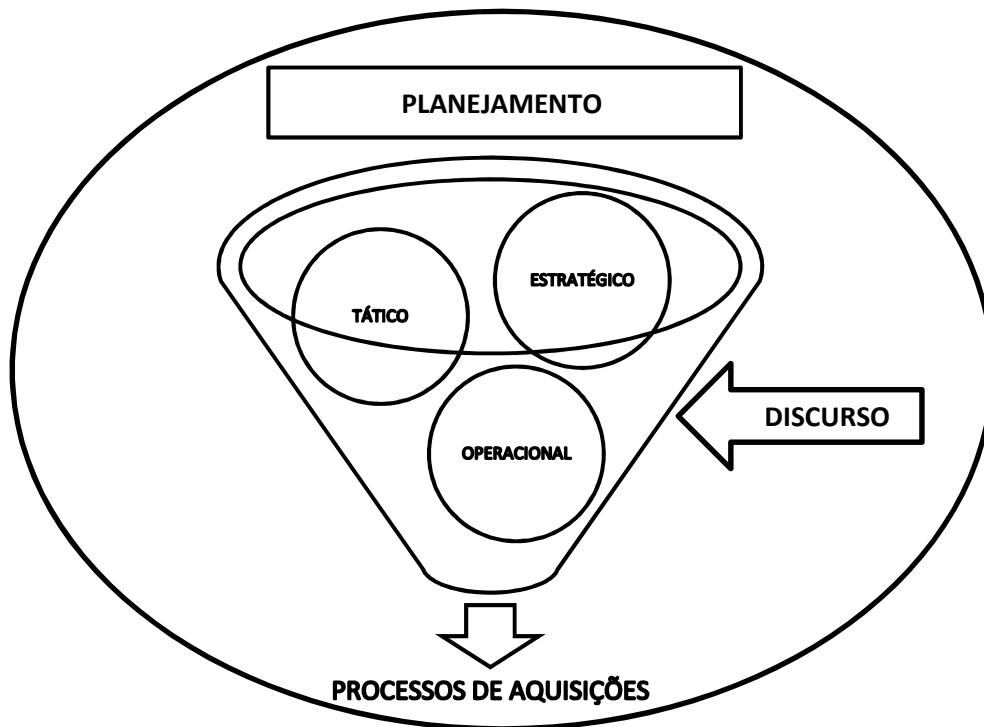 PLANEJAMENTO
ESTRATÉGICO
TÁTICO
DISCURSO
OPERACIONAL
PROCESSOS DE AQUISIÇÕES